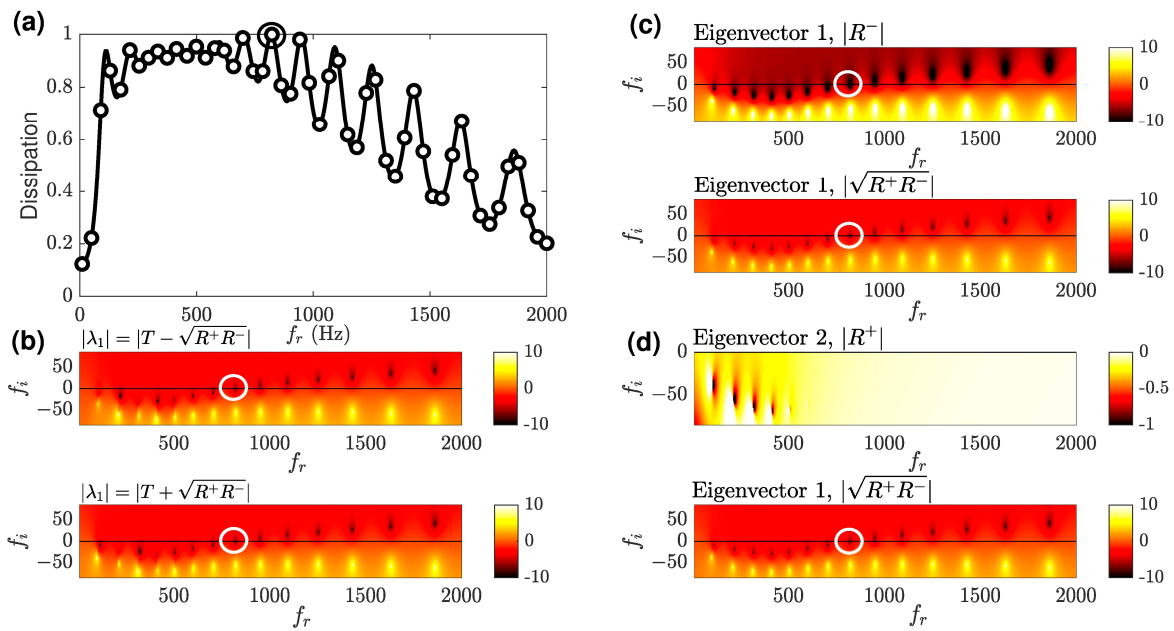 (a)
1
0.8
0.6
0.4
0.2
0
Dissipation
0 500 1000 1500 2000
f_r (Hz)
(b)
|λ₁| = |T − √R⁺R⁻|
50
0
−50
f_i
500 1000 1500 2000
f_r
10
0
-10
|λ₁| = |T + √R⁺R⁻|
50
0
−50
f_i
500 1000 1500 2000
f_r
10
0
-10
(c)
Eigenvector 1, |R⁻|
50
0
−50
f_i
500 1000 1500 2000
f_r
10
0
-10
Eigenvector 1, |√R⁺R⁻|
50
0
−50
f_i
500 1000 1500 2000
f_r
10
0
-10
(d)
Eigenvector 2, |R⁺|
0
−50
f_i
500 1000 1500 2000
f_r
0
-0.5
-1
Eigenvector 1, |√R⁺R⁻|
50
0
−50
f_i
500 1000 1500 2000
f_r
10
0
-10